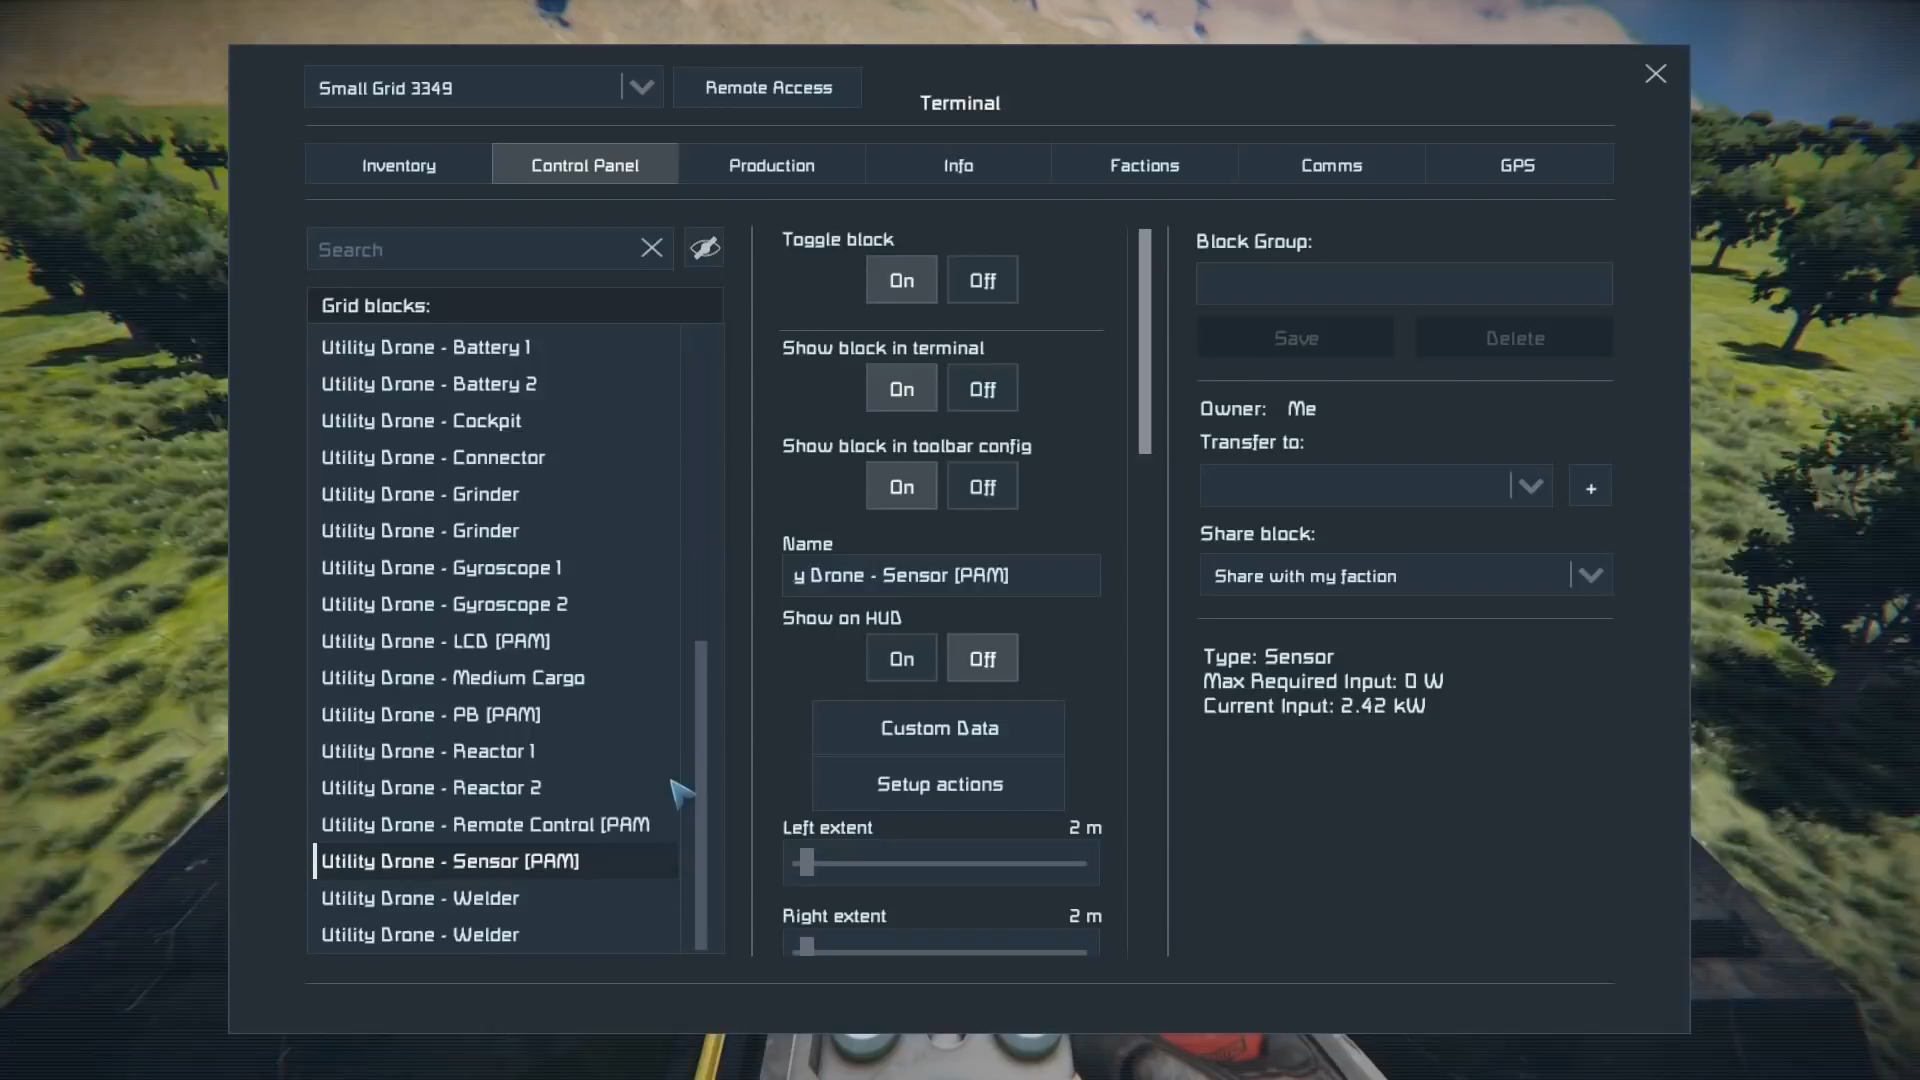 Small Grid 3349
Remote Access
Terminal
Inventory
Control Panel
Production
Info
Factions
Comms
GPS
Search
Grid blocks:
Utility Drone - Battery 1
Utility Drone - Battery 2
Utility Drone - Cockpit
Utility Drone - Connector
Utility Drone - Grinder
Utility Drone - Grinder
Utility Drone - Gyroscope 1
Utility Drone - Gyroscope 2
Utility Drone - LCD [PAM]
Utility Drone - Medium Cargo
Utility Drone - PB [PAM]
Utility Drone - Reactor 1
Utility Drone - Reactor 2
Utility Drone - Remote Control [PAM
Utility Drone - Sensor [PAM]
Utility Drone - Welder
Utility Drone - Welder
Toggle block
On Off
Show block in terminal
On Off
Show block in toolbar config
On Off
Name
y Drone - Sensor [PAM]
Show on HUD
On Off
Custom Data
Setup actions
Left extent 2 m
Right extent 2 m
Block Group:
Save Delete
Owner: Me
Transfer to:
+
Share block:
Share with my faction
Type: Sensor
Max Required Input: 0 W
Current Input: 2.42 kW